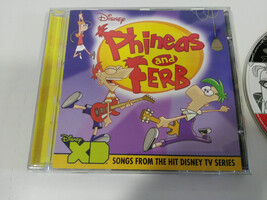 Disney
Phineas
and
FERB
Disney
XD
SONGS FROM THE HIT DISNEY TV SERIES